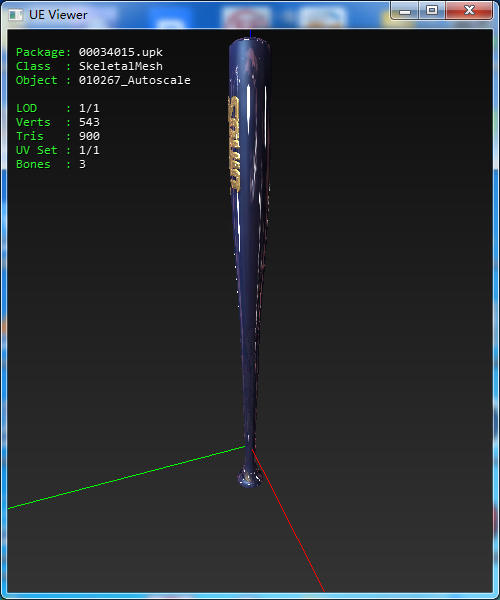 UE Viewer
Package: 00034015.upk
Class : SkeletalMesh
Object : 010267_Autoscale
LOD : 1/1
Verts : 543
Tris : 900
UV Set : 1/1
Bones : 3